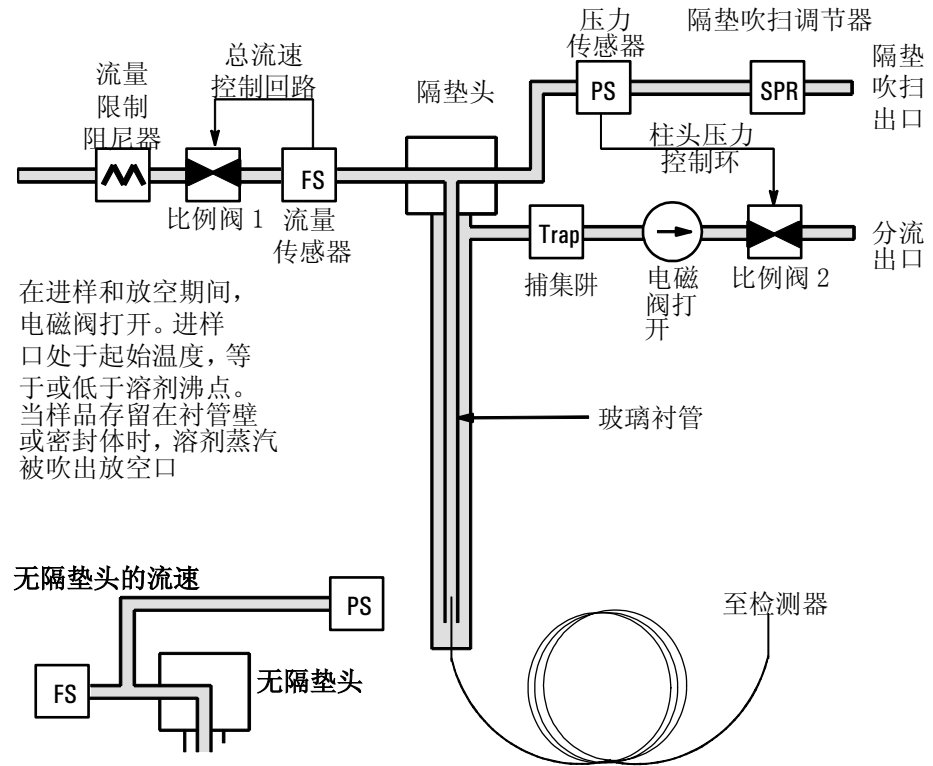 压力
传感器
隔垫吹扫调节器
隔垫
吹扫
出口
总流速
控制回路
流量
限制
阻尼器
隔垫头
PS
SPR
柱头压力
控制环
FS
比例阀 1
流量
传感器
Trap
捕集阱
电磁
阀打
开
比例阀 2
分流
出口
在进样和放空期间，
电磁阀打开。进样
口处于起始温度，等
于或低于溶剂沸点。
当样品存留在衬管壁
或密封体时，溶剂蒸汽
被吹出放空口
玻璃衬管
无隔垫头的流速
PS
FS
无隔垫头
至检测器